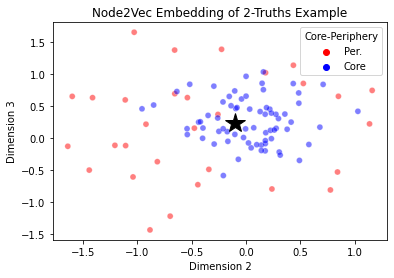 Node2Vec Embedding of 2-Truths Example
Core-Periphery
Per.
Core
1.5
1.0
0.5
0.0
−0.5
−1.0
−1.5
Dimension 3
−1.5 −1.0 −0.5 0.0 0.5 1.0
Dimension 2